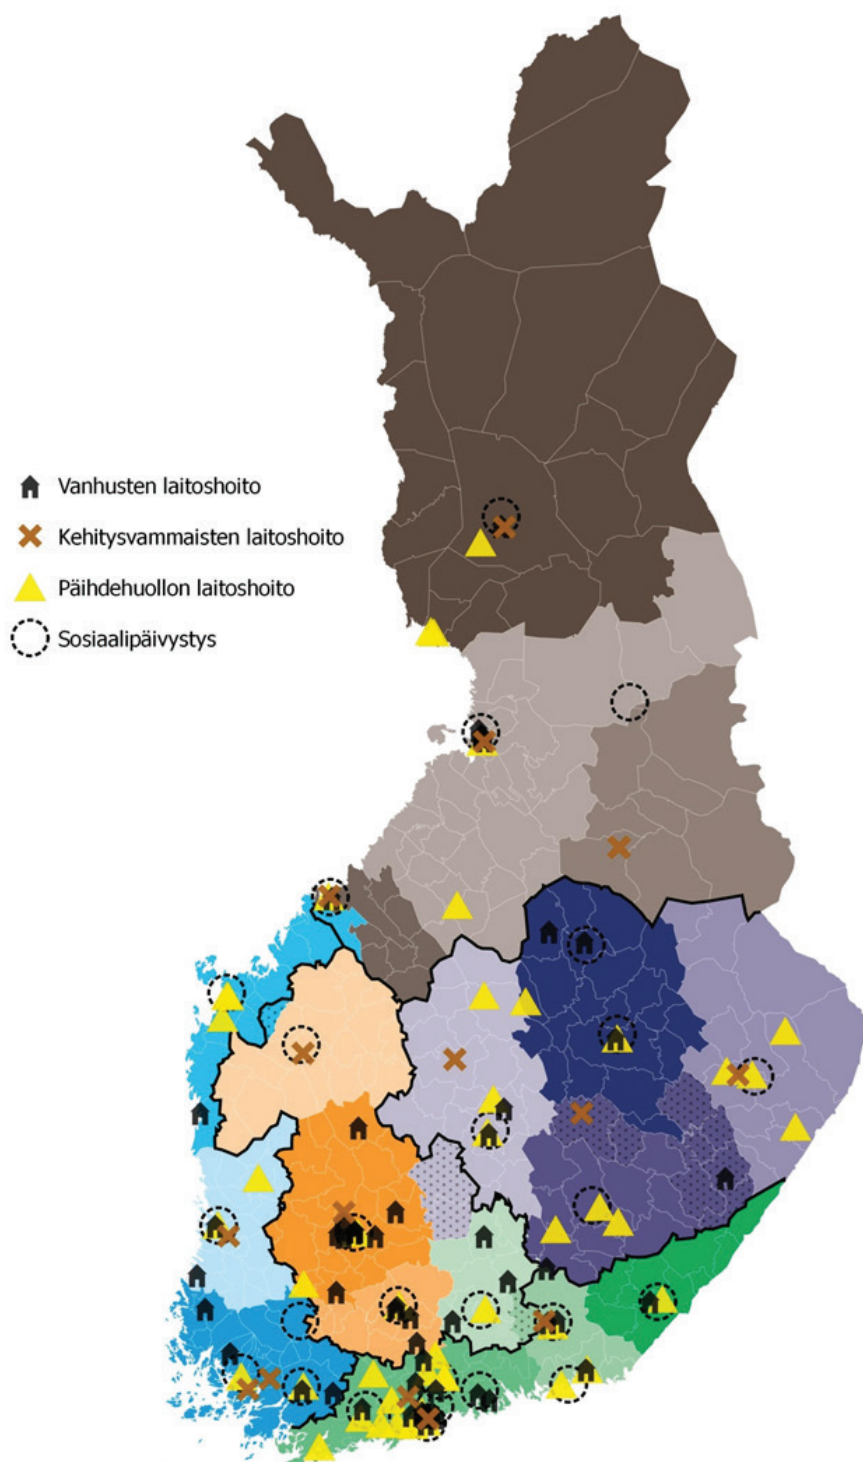 Vanhusten laitoshoito
Kehitysvammaisten laitoshoito
Päihdehuollon laitoshoito
Sosiaalipäivystys